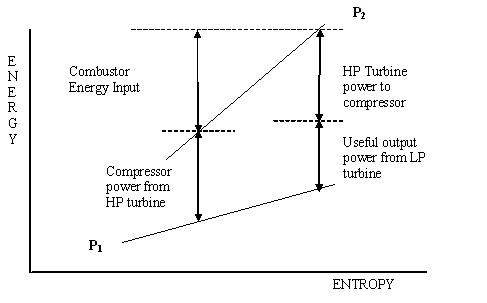 P2
ENERGY
Combustor
Energy Input
HP Turbine
power to
compressor
Compressor
power from
HP turbine
Useful output
power from LP
turbine
P1
ENTROPY